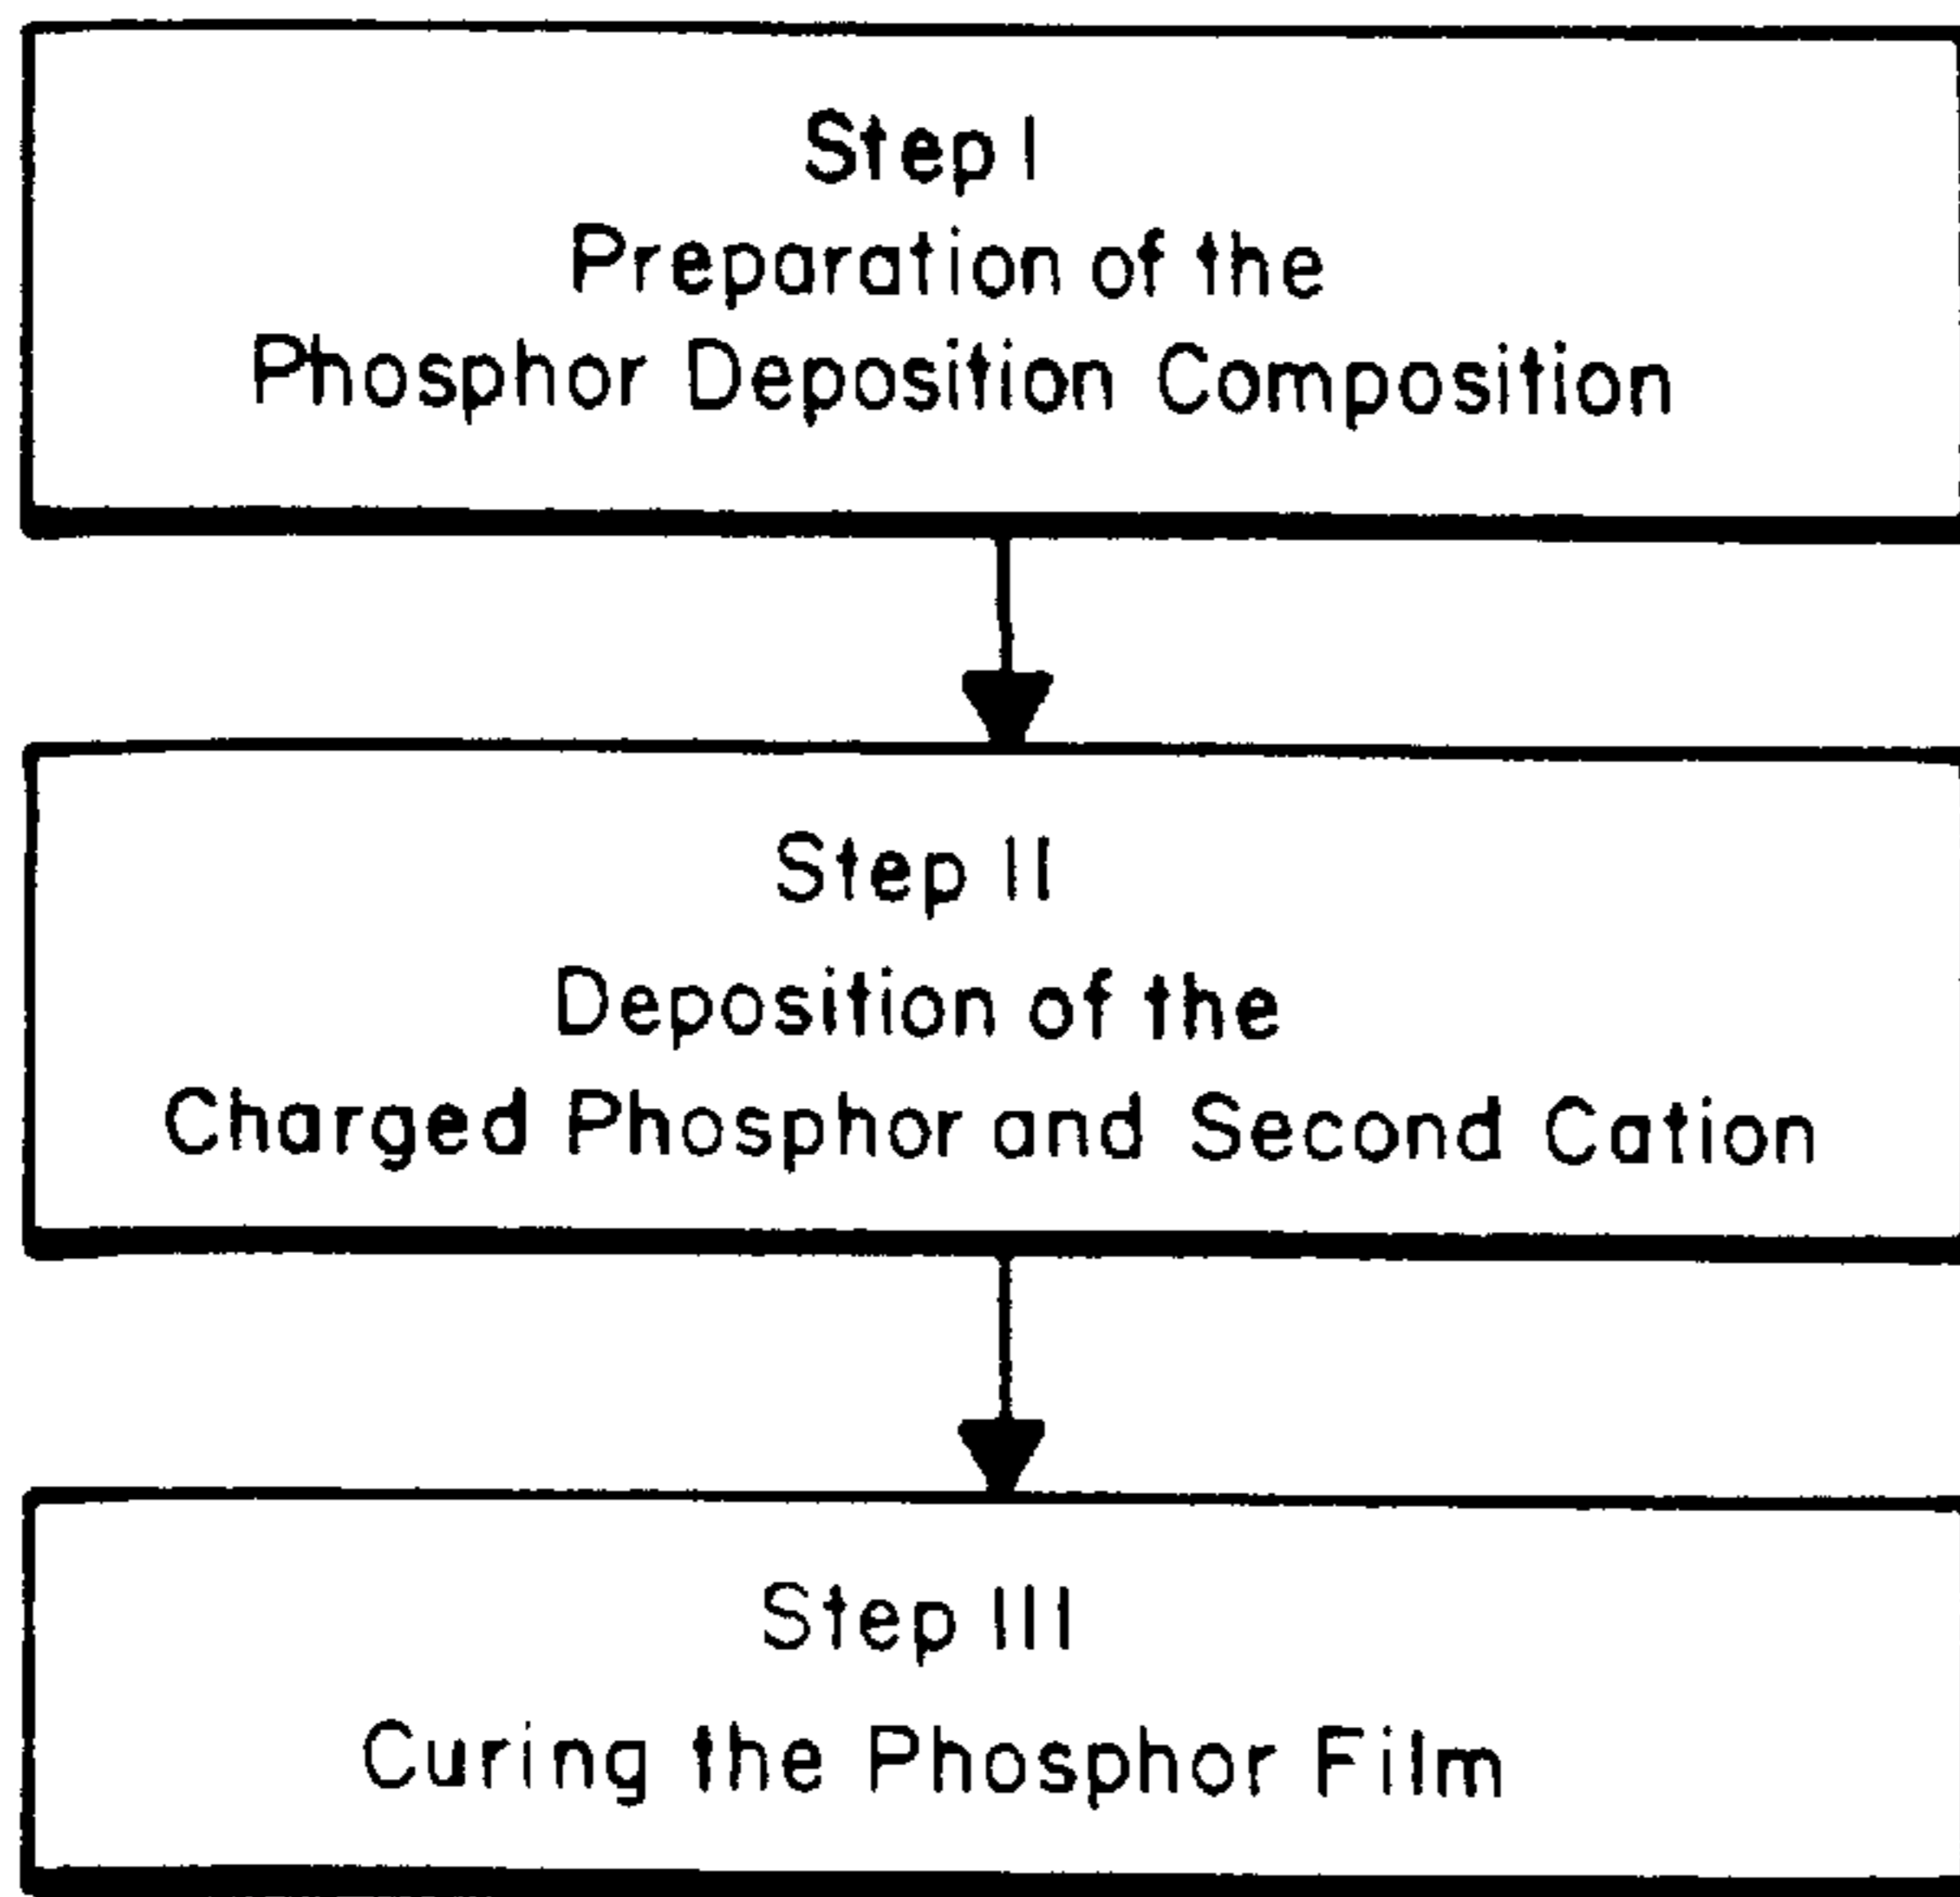 Step I
Preparation of the
Phosphor Deposition Composition
Step II
Deposition of the
Charged Phosphor and Second Cation
Step III
Curing the Phosphor Film